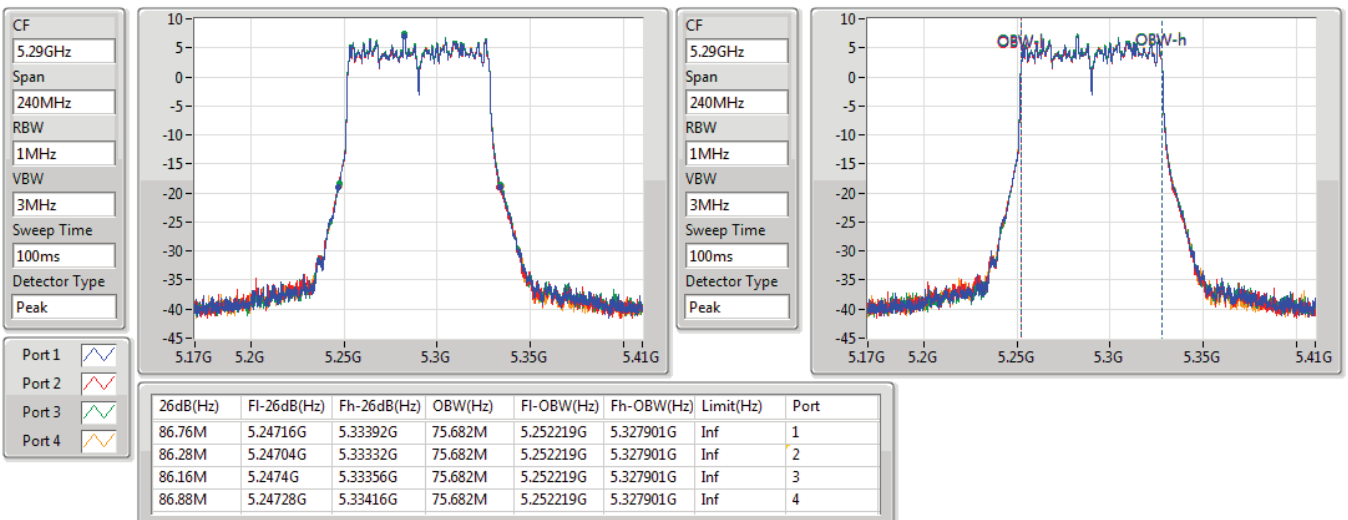 CF
5.29GHz
Span
240MHz
RBW
1MHz
VBW
3MHz
Sweep Time
100ms
Detector Type
Peak
10
5
0
-5
-10
-15
-20
-25
-30
-35
-40
-45
5.17G 5.2G 5.25G 5.3G 5.35G 5.41G
CF
5.29GHz
Span
240MHz
RBW
1MHz
VBW
3MHz
Sweep Time
100ms
Detector Type
Peak
10
5
0
-5
-10
-15
-20
-25
-30
-35
-40
-45
OBW-h
5.17G 5.2G 5.25G 5.3G 5.35G 5.41G
Port 1
Port 2
Port 3
Port 4
26dB(Hz) Fl-26dB(Hz) Fh-26dB(Hz) OBW(Hz) Fl-OBW(Hz) Fh-OBW(Hz) Limit(Hz) Port
86.76M 5.24716G 5.33392G 75.682M 5.252219G 5.327901G Inf 1
86.28M 5.24704G 5.33332G 75.682M 5.252219G 5.327901G Inf 2
86.16M 5.2474G 5.33356G 75.682M 5.252219G 5.327901G Inf 3
86.88M 5.24728G 5.33416G 75.682M 5.252219G 5.327901G Inf 4